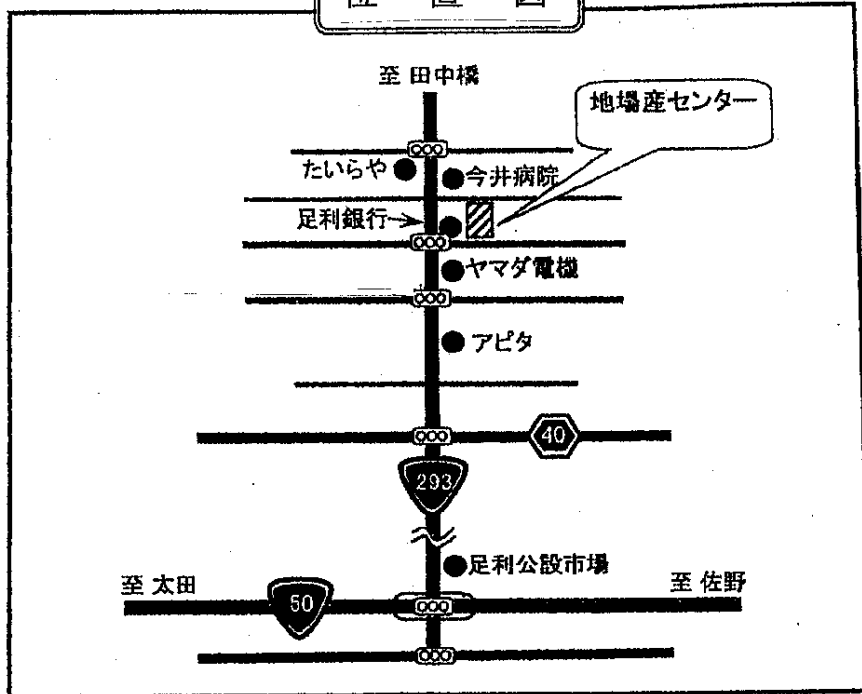 位置図
至 田中橋
地場産センター
たいらや
今井病院
足利銀行
ヤマダ電機
アピタ
40
293
足利公設市場
至 太田
至 佐野
50